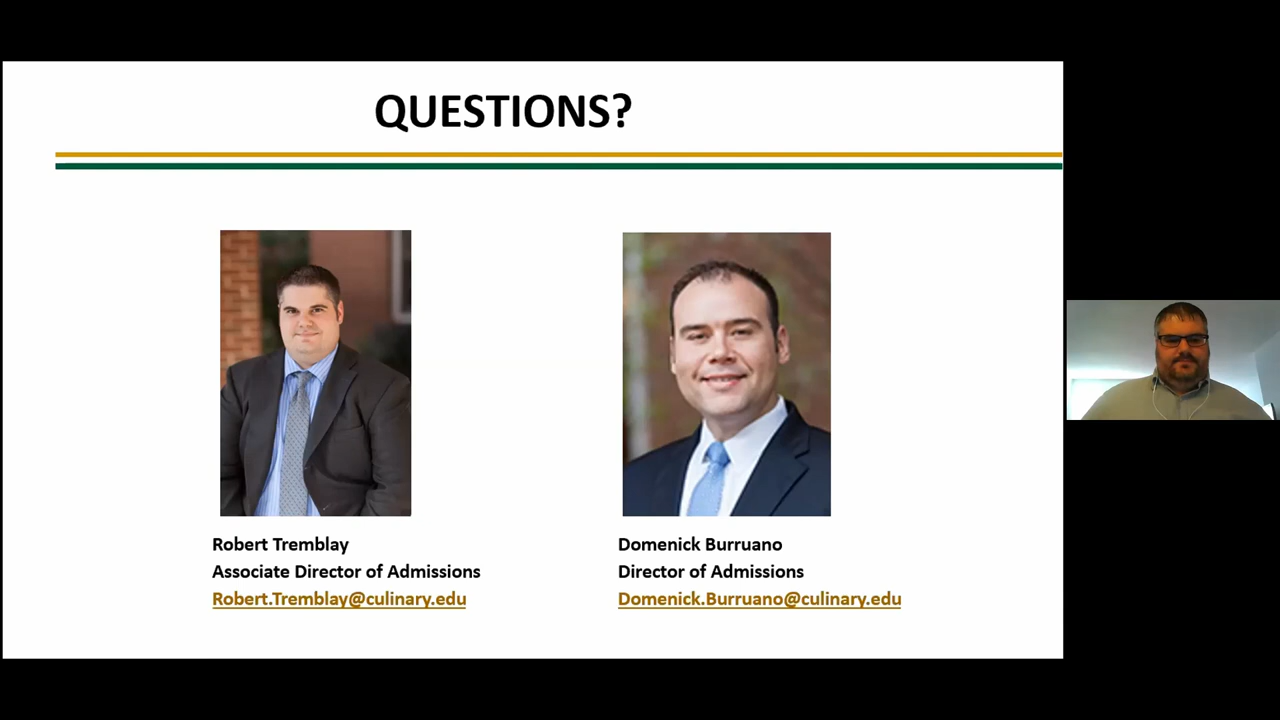 QUESTIONS?
Robert Tremblay
Associate Director of Admissions
Robert.Tremblay@culinary.edu
Domenick Burruano
Director of Admissions
Domenick.Burruano@culinary.edu